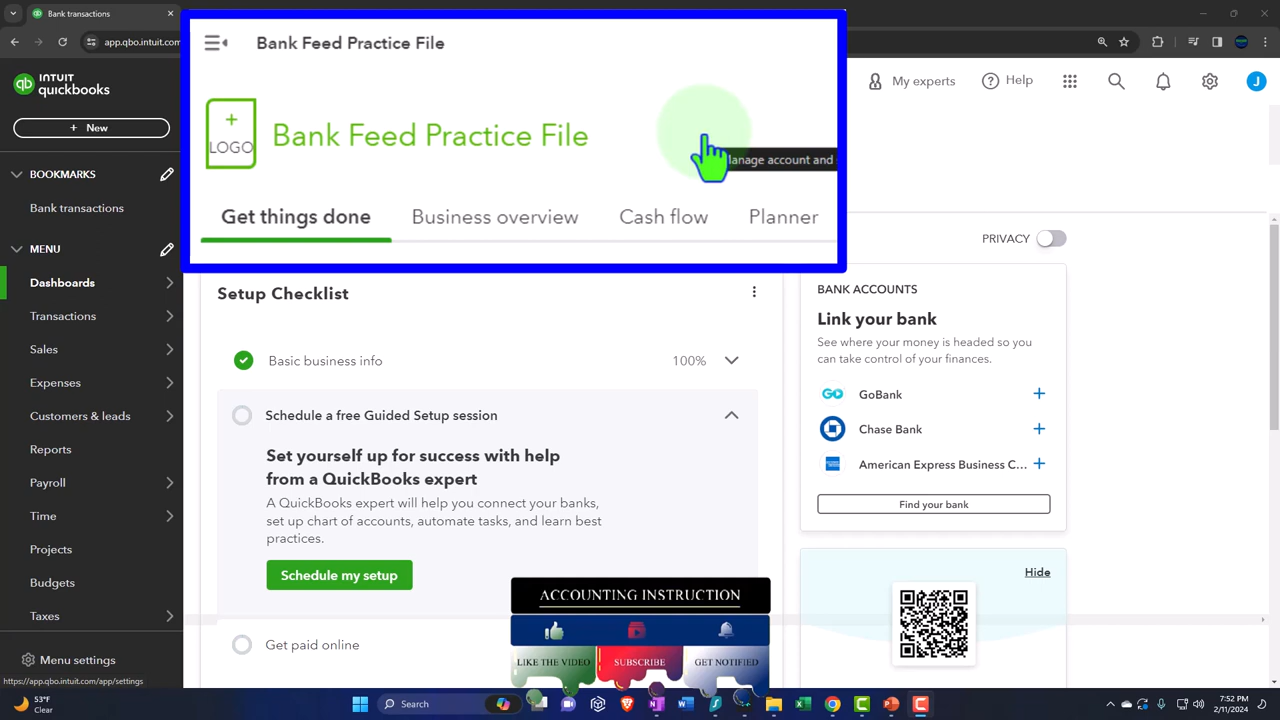 app.qbo.intuit.com/app/
INTUIT
quickbooks
+ New
BOOKMARKS
Bank transactions
MENU
Dashboards
Transactions
Sales
Expenses
Customers & leads
Reports
Payroll
Time
Projects
Budgets
Taxes
Menu settings
https://app.qbo.intuit.com/app/settings
Bank Feed Practice File
+
LOGO
Bank Feed Practice File
anage account and
Get things done
Business overview
Cash flow
Planner
My experts
Help
J
PRIVACY
Setup Checklist
Basic business info
100%
Schedule a free Guided Setup session
Set yourself up for success with help
from a QuickBooks expert
A QuickBooks expert will help you connect your banks,
set up chart of accounts, automate tasks, and learn best
practices.
Schedule my setup
Get paid online
BANK ACCOUNTS
Link your bank
See where your money is headed so you
can take control of your finances.
GoBank
Chase Bank
American Express Business C...
Find your bank
Hide
ACCOUNTING INSTRUCTION
LIKE THE VIDEO
SUBSCRIBE
GET NOTIFIED
53°F
Clear
Search
7:52 PM
2/11/2024